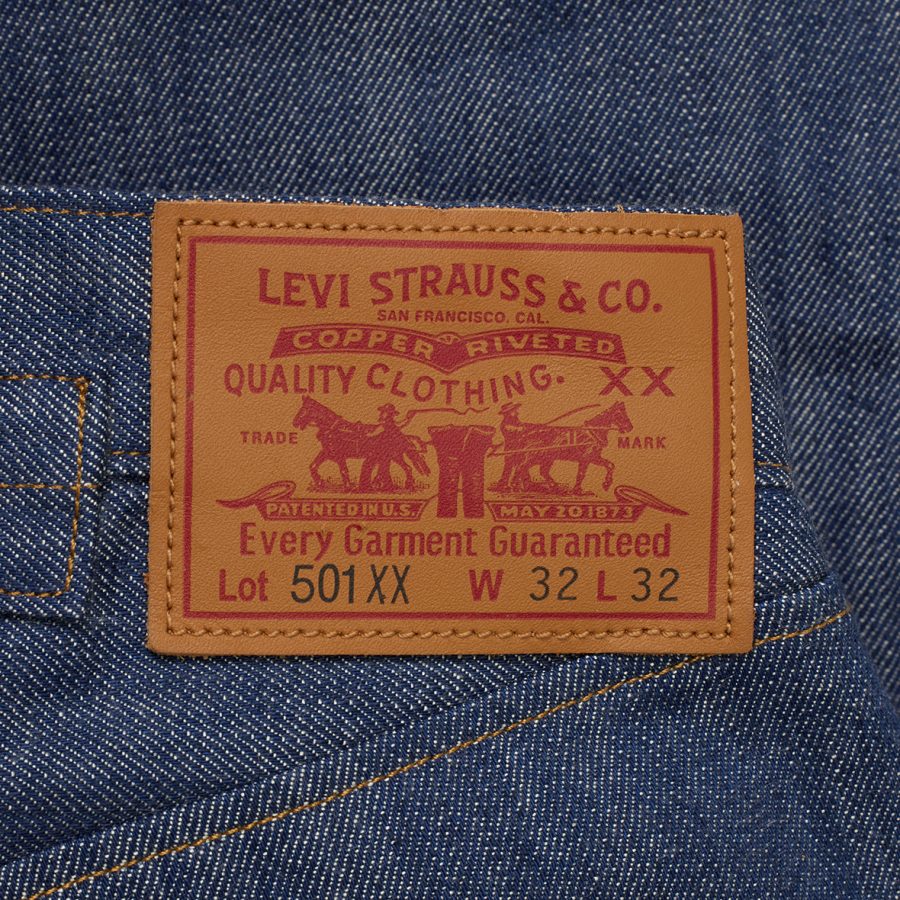 LEVI STRAUSS & CO.
SAN FRANCISCO. CAL.
COPPER RIVETED
QUALITY CLOTHING. XX
TRADE MARK
PATENTED IN U.S. MAY 20 1873
Every Garment Guaranteed
Lot 501XX W 32 L 32